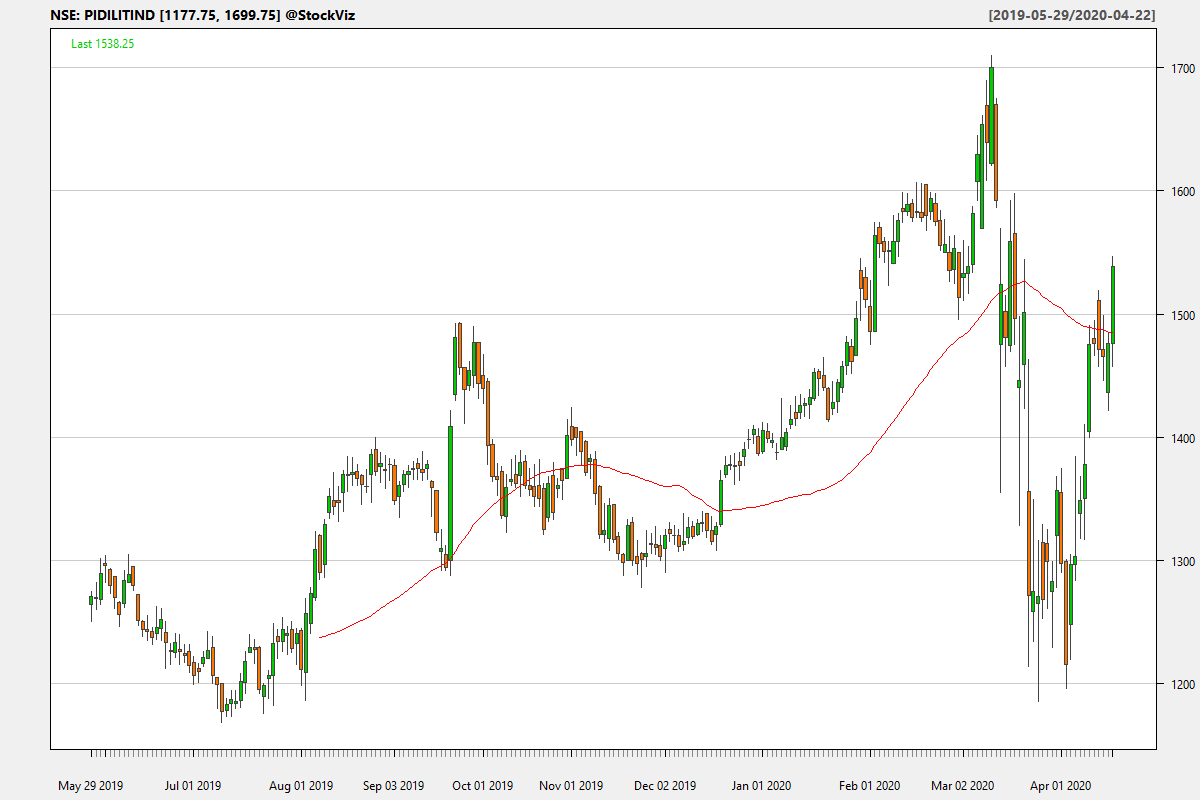 NSE: PIDILITIND [1177.75, 1699.75] @StockViz
[2019-05-29/2020-04-22]
Last 1538.25
1700
1600
1500
1400
1300
1200
May 29 2019 Jul 01 2019 Aug 01 2019 Sep 03 2019 Oct 01 2019 Nov 01 2019 Dec 02 2019 Jan 01 2020 Feb 01 2020 Mar 02 2020 Apr 01 2020